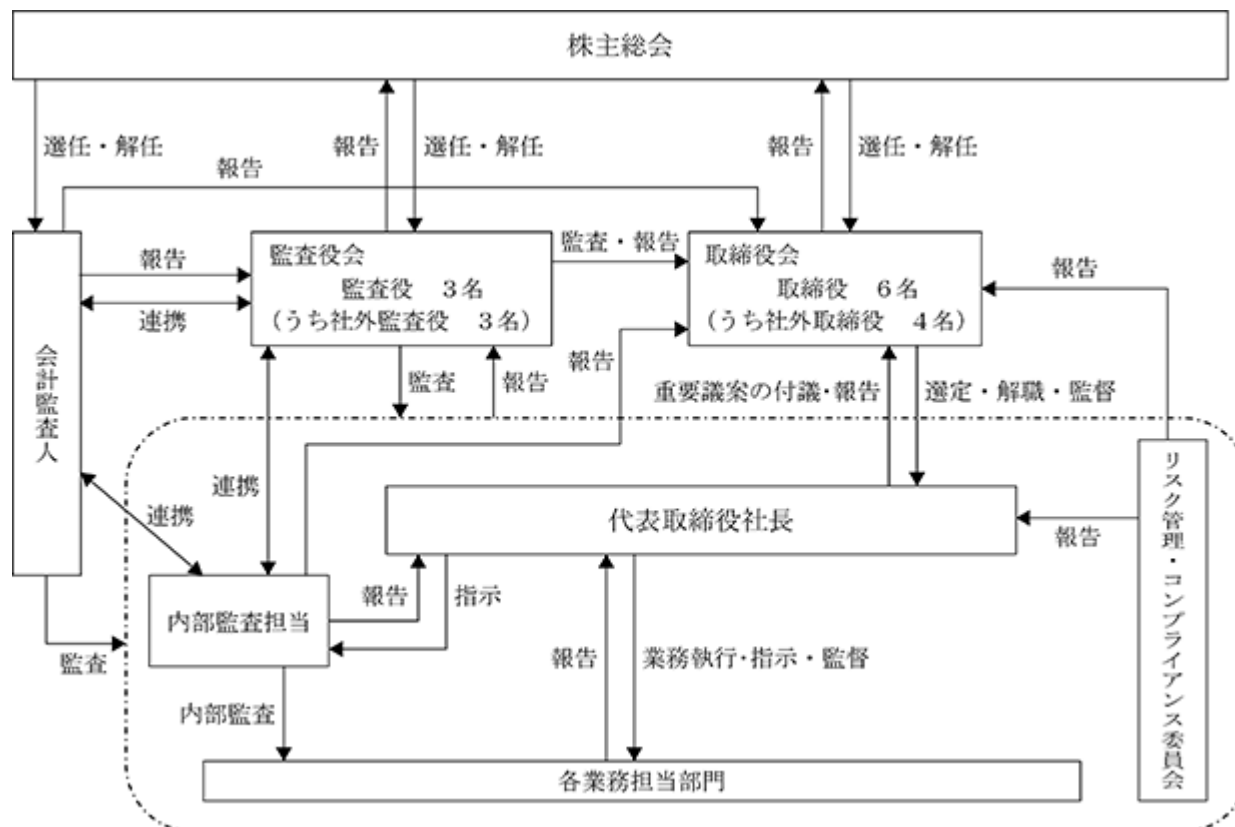 株主総会
選任・解任
報告
選任・解任
報告
選任・解任
報告
監査役会
監査役　３名
（うち社外監査役　３名）
監査・報告
取締役会
取締役　６名
（うち社外取締役　４名）
報告
報告
連携
会計監査人
監査
報告
報告
重要議案の付議・報告
選定・解職・監督
連携
連携
代表取締役社長
報告
リスク管理・コンプライアンス委員会
内部監査担当
報告
指示
監査
報告
業務執行・指示・監督
内部監査
各業務担当部門